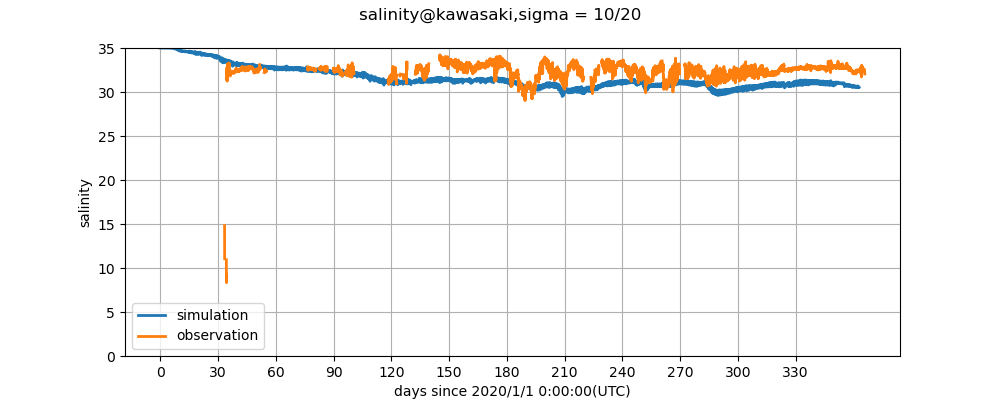 salinity@kawasaki,sigma = 10/20
35
30
25
20
15
10
5
0
salinity
simulation
observation
0 30 60 90 120 150 180 210 240 270 300 330
days since 2020/1/1 0:00:00(UTC)